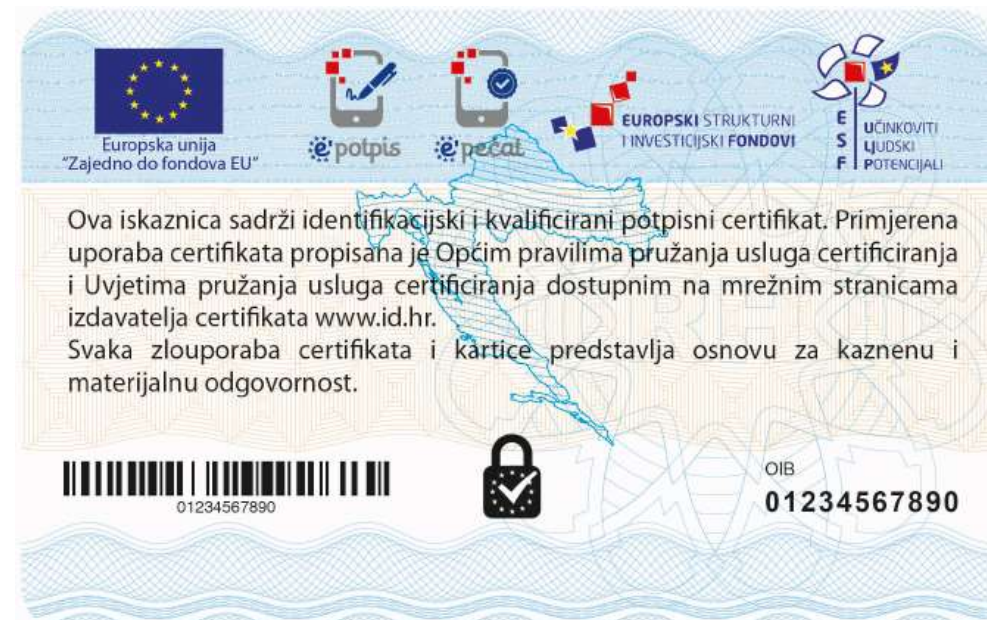 Europska unija
"Zajedno do fondova EU"
e potpis
e pečat
EUROPSKI STRUKTURNI
I INVESTICIJSKI FONDOVI
E
S
F
UČINKOVITI
LJUDSKI
POTENCIJALI
Ova iskaznica sadrži identifikacijski i kvalificirani potpisni certifikat. Primjerena
uporaba certifikata propisana je Općim pravilima pružanja usluga certificiranja
i Uvjetima pružanja usluga certificiranja dostupnim na mrežnim stranicama
izdavatelja certifikata www.id.hr.
Svaka zlouporaba certifikata i kartice predstavlja osnovu za kaznenu i
materijalnu odgovornost.
01234567890
OIB
01234567890
RH